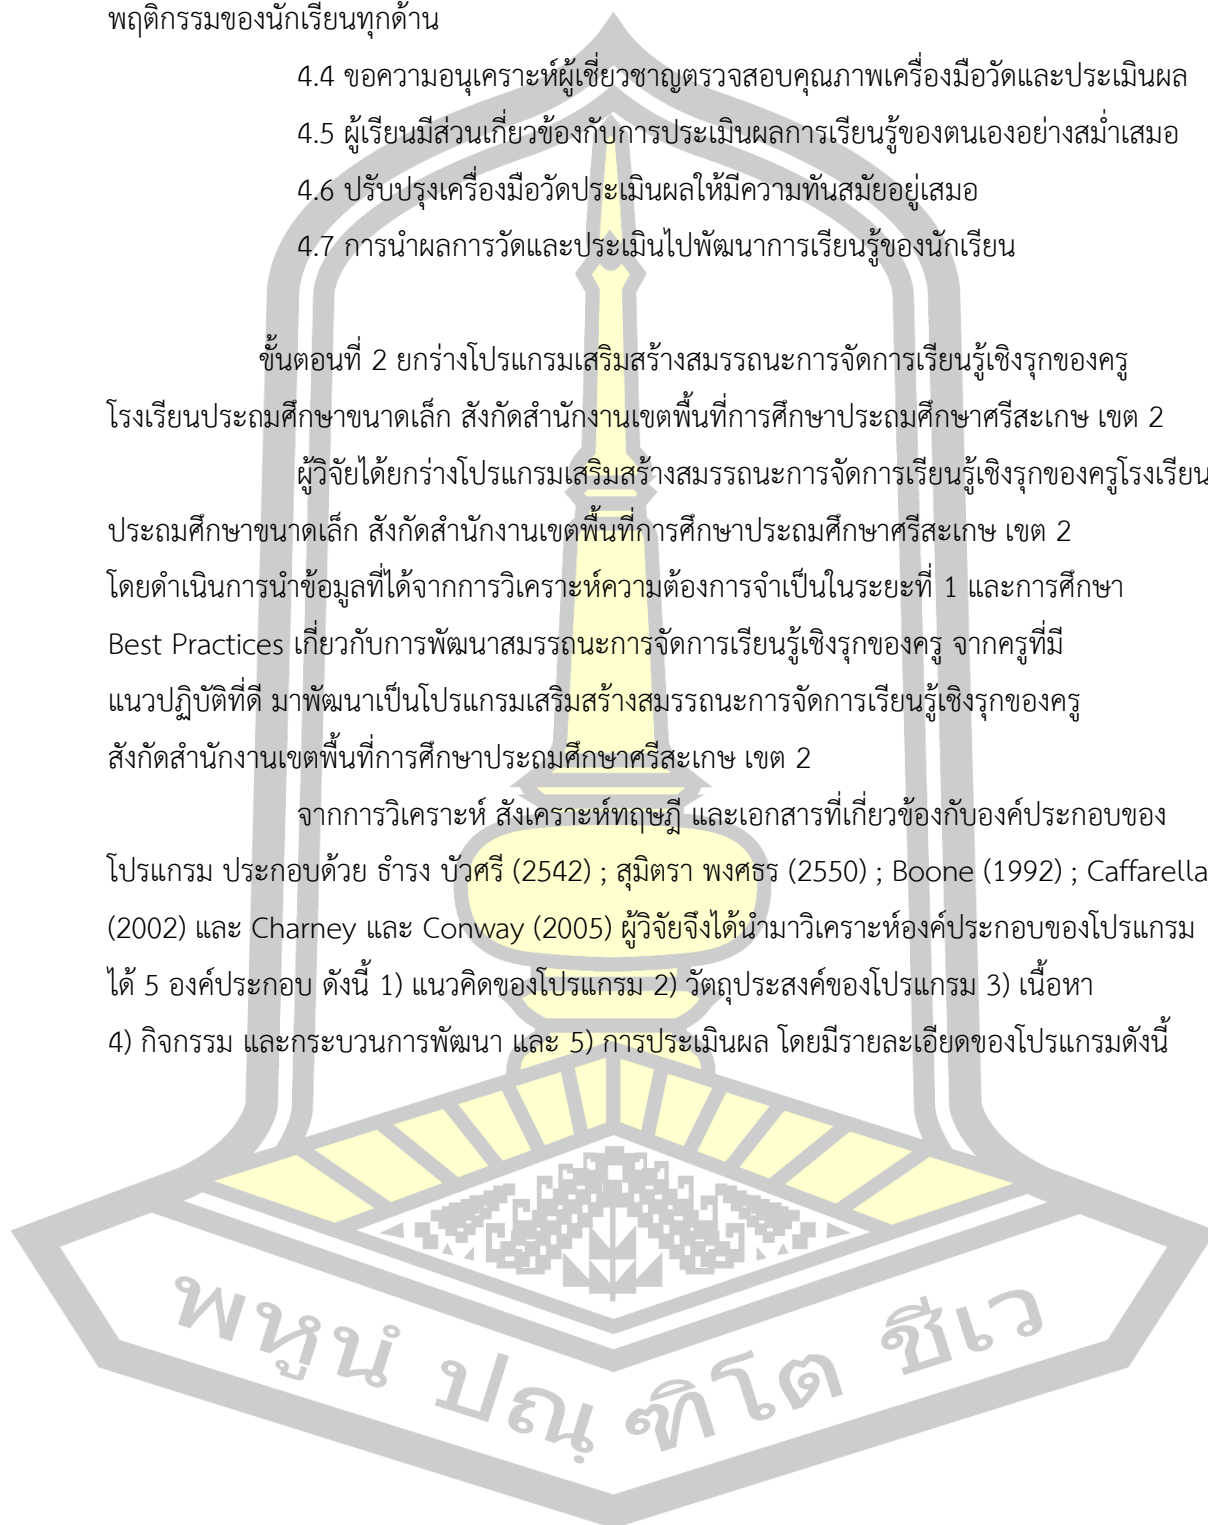 พฤติกรรมของนักเรียนทุกด้าน
4.4 ขอความอนุเคราะห์ผู้เชี่ยวชาญตรวจสอบคุณภาพเครื่องมือวัดและประเมินผล
4.5 ผู้เรียนมีส่วนเกี่ยวข้องกับการประเมินผลการเรียนรู้ของตนเองอย่างสม่ำเสมอ
4.6 ปรับปรุงเครื่องมือวัดประเมินผลให้มีความทันสมัยอยู่เสมอ
4.7 การนำผลการวัดและประเมินไปพัฒนาการเรียนรู้ของนักเรียน
ขั้นตอนที่ 2 ยกร่างโปรแกรมเสริมสร้างสมรรถนะการจัดการเรียนรู้เชิงรุกของครู
โรงเรียนประถมศึกษาขนาดเล็ก สังกัดสำนักงานเขตพื้นที่การศึกษาประถมศึกษาศรีสะเกษ เขต 2
ผู้วิจัยได้ยกร่างโปรแกรมเสริมสร้างสมรรถนะการจัดการเรียนรู้เชิงรุกของครูโรงเรียน
ประถมศึกษาขนาดเล็ก สังกัดสำนักงานเขตพื้นที่การศึกษาประถมศึกษาศรีสะเกษ เขต 2
โดยดำเนินการนำข้อมูลที่ได้จากการวิเคราะห์ความต้องการจำเป็นในระยะที่ 1 และการศึกษา
Best Practices เกี่ยวกับการพัฒนาสมรรถนะการจัดการเรียนรู้เชิงรุกของครู จากครูที่มี
แนวปฏิบัติที่ดี มาพัฒนาเป็นโปรแกรมเสริมสร้างสมรรถนะการจัดการเรียนรู้เชิงรุกของครู
สังกัดสำนักงานเขตพื้นที่การศึกษาประถมศึกษาศรีสะเกษ เขต 2
จากการวิเคราะห์ สังเคราะห์ทฤษฎี และเอกสารที่เกี่ยวข้องกับองค์ประกอบของ
โปรแกรม ประกอบด้วย ธำรง บัวศรี (2542) ; สุมิตรา พงศธร (2550) ; Boone (1992) ; Caffarella
(2002) และ Charney และ Conway (2005) ผู้วิจัยจึงได้นำมาวิเคราะห์องค์ประกอบของโปรแกรม
ได้ 5 องค์ประกอบ ดังนี้ 1) แนวคิดของโปรแกรม 2) วัตถุประสงค์ของโปรแกรม 3) เนื้อหา
4) กิจกรรม และกระบวนการพัฒนา และ 5) การประเมินผล โดยมีรายละเอียดของโปรแกรมดังนี้
พหูนํ ปณฺฑิโต ชีเว